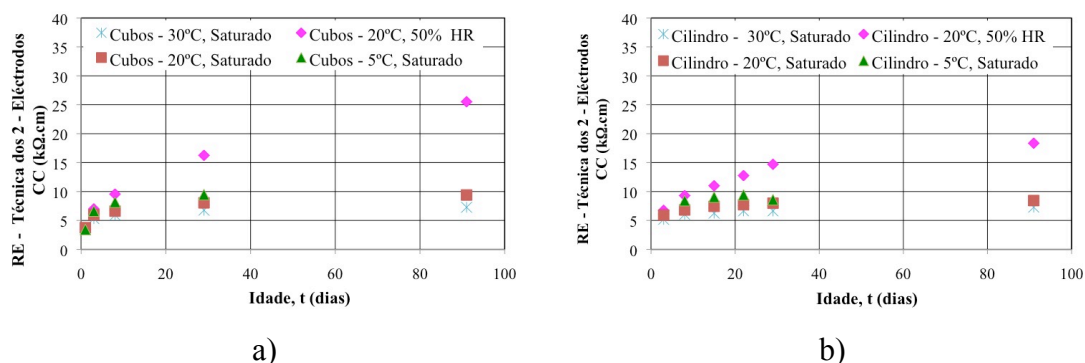 RE - Técnica dos 2 - Eléctrodos
CC (kΩ.cm)
40
35
30
25
20
15
10
5
0
Cubos - 30ºC, Saturado
Cubos - 20ºC, 50% HR
Cubos - 20ºC, Saturado
Cubos - 5ºC, Saturado
0 20 40 60 80 100
Idade, t (dias)
a)
RE - Técnica dos 2 - Eléctrodos
CC (kΩ.cm)
40
35
30
25
20
15
10
5
0
Cilindro - 30ºC, Saturado
Cilindro - 20ºC, 50% HR
Cilindro - 20ºC, Saturado
Cilindro - 5ºC, Saturado
0 20 40 60 80 100
Idade, t (dias)
b)